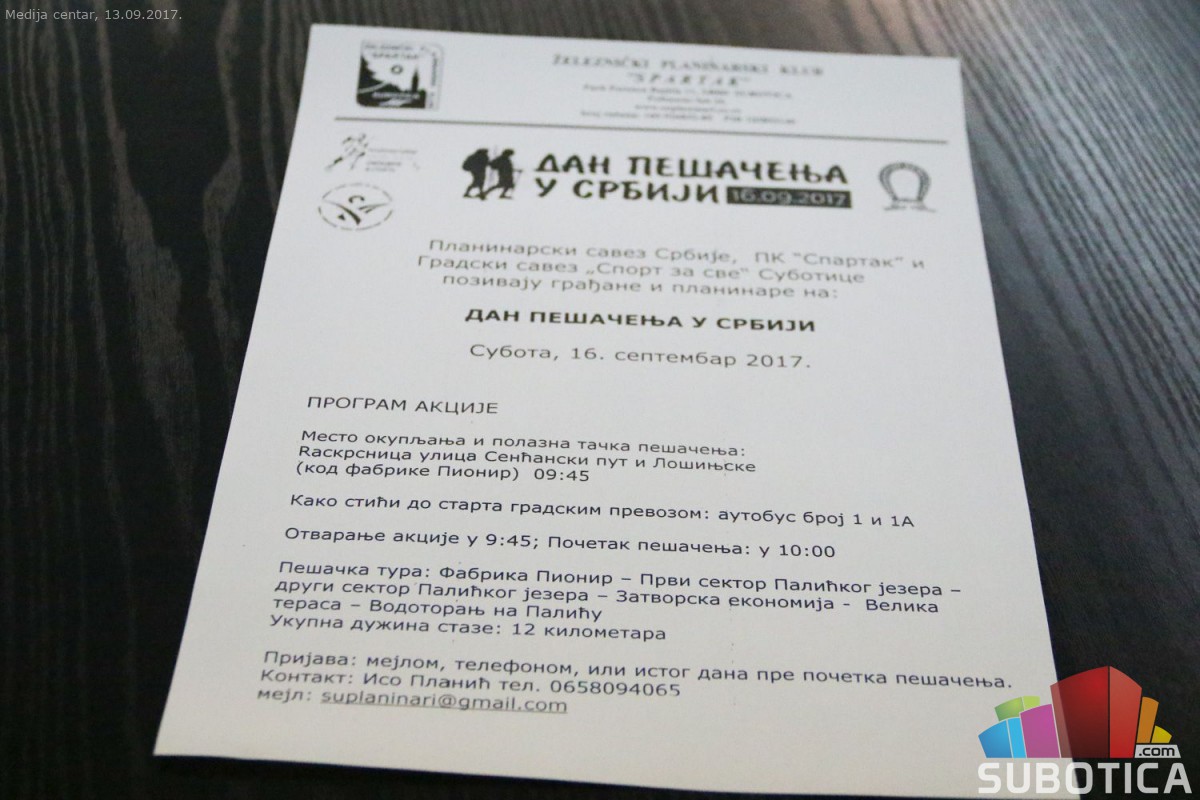 Medija centar, 13.09.2017.
ŽELEZNIČKI PLANINARSKI KLUB
"SPARTAK"
SUBOTICA
ДАН ПЕШАЧЕЊА
У СРБИЈИ 16.09.2017
Планинарски савез Србије, ПК "Спартак" и
Градски савез „Спорт за све" Суботице
позивају грађане и планинаре на:
ДАН ПЕШАЧЕЊА У СРБИЈИ
Субота, 16. септембар 2017.
ПРОГРАМ АКЦИЈЕ
Место окупљања и полазна тачка пешачења:
Rаскрсница улица Сенћански пут и Лошињске
(код фабрике Пионир) 09:45
Како стићи до старта градским превозом: аутобус број 1 и 1А
Отварање акције у 9:45; Почетак пешачења: у 10:00
Пешачка тура: Фабрика Пионир – Први сектор Палићког језера –
други сектор Палићког језера – Затворска економија - Велика
тераса – Водоторањ на Палићу
Укупна дужина стазе: 12 километара
Пријава: мејлом, телефоном, или истог дана пре почетка пешачења.
Контакт: Исо Планић тел. 0658094065
мејл: suplaninari@gmail.com
.com
SUBOTICA